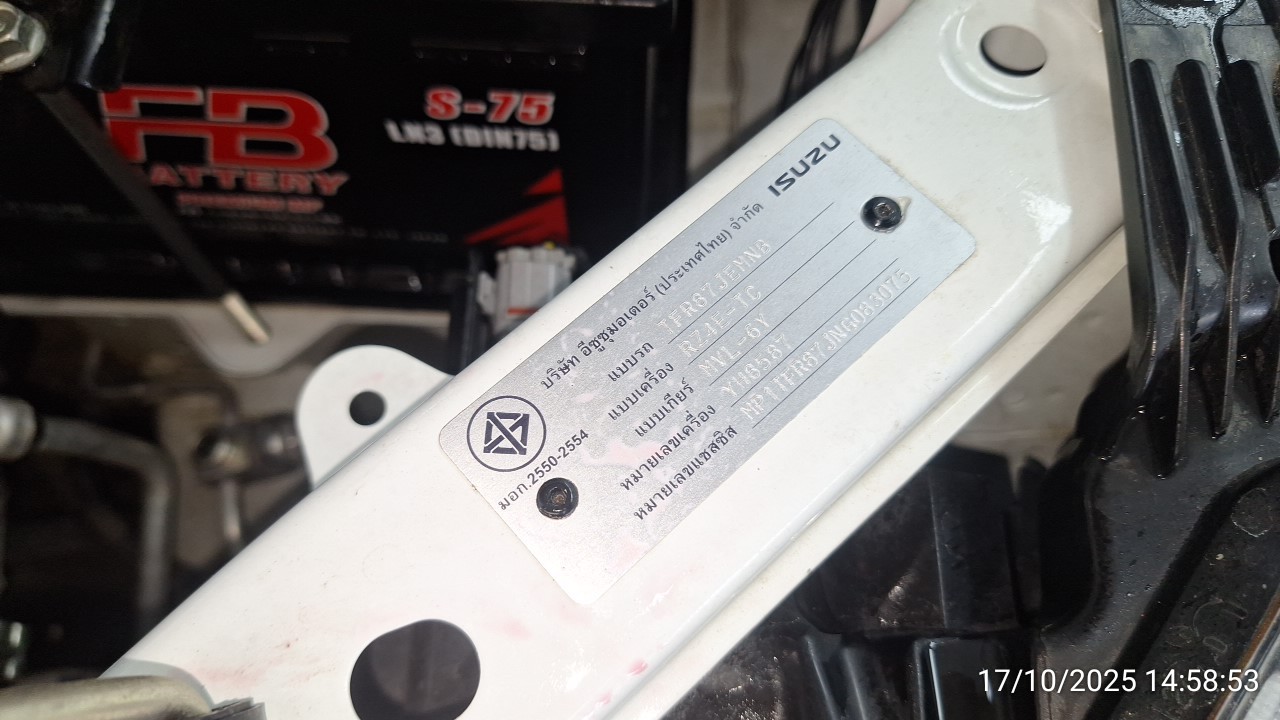 FB
BATTERY
S-75
LN3 (DIN75)
ISUZU
บริษัท อีซูซุมอเตอร์ (ประเทศไทย) จำกัด
แบบรถ TFR87JEMN8
แบบเครื่อง RZ4E-TC
แบบเกียร์ MVL-6Y
หมายเลขเครื่อง YH8587
หมายเลขแชสซิส MP1TFR87JNG083075
มอก.2550-2554
17/10/2025 14:58:53